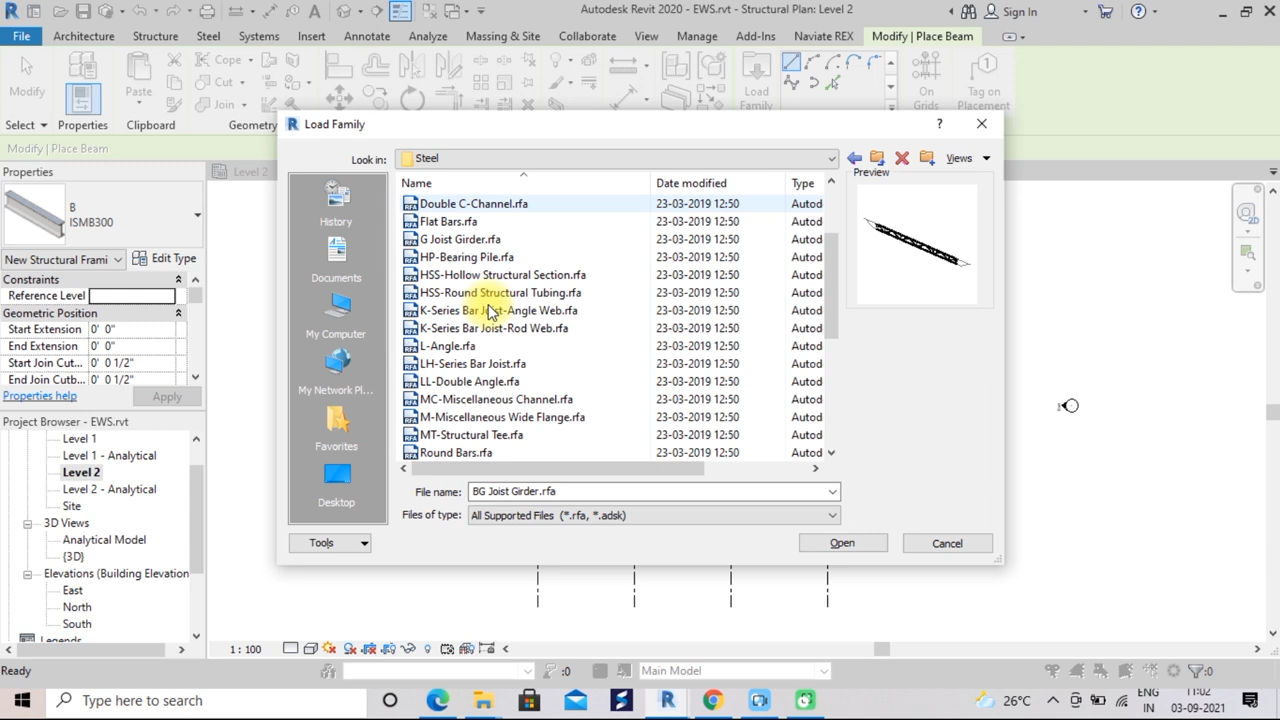 Autodesk Revit 2020 - EWS.rvt - Structural Plan: Level 2
Sign In
File Architecture Structure Steel Systems Insert Annotate Analyze Massing & Site Collaborate View Manage Add-Ins Naviate REX Modify | Place Beam
Modify
Paste
Cope
Cut
Join
Load Family
On Grids
Tag on Placement
Select Properties Clipboard Geometry
Modify | Place Beam
Properties
B
ISMB300
New Structural Frami
Edit Type
Constraints
Reference Level
Geometric Position
Start Extension 0' 0"
End Extension 0' 0"
Start Join Cut... 0' 0 1/2"
End Join Cutb... 0' 0 1/2"
Properties help
Apply
Project Browser - EWS.rvt
Level 1
Level 1 - Analytical
Level 2
Level 2 - Analytical
Site
3D Views
Analytical Model
{3D}
Elevations (Building Elevation
East
North
South
Level 2
Load Family
Look in: Steel
Views
History
Documents
My Computer
My Network Pl...
Favorites
Desktop
Name Date modified Type
Double C-Channel.rfa 23-03-2019 12:50 Autod
Flat Bars.rfa 23-03-2019 12:50 Autod
G Joist Girder.rfa 23-03-2019 12:50 Autod
HP-Bearing Pile.rfa 23-03-2019 12:50 Autod
HSS-Hollow Structural Section.rfa 23-03-2019 12:50 Autod
HSS-Round Structural Tubing.rfa 23-03-2019 12:50 Autod
K-Series Bar Joist-Angle Web.rfa 23-03-2019 12:50 Autod
K-Series Bar Joist-Rod Web.rfa 23-03-2019 12:50 Autod
L-Angle.rfa 23-03-2019 12:50 Autod
LH-Series Bar Joist.rfa 23-03-2019 12:50 Autod
LL-Double Angle.rfa 23-03-2019 12:50 Autod
MC-Miscellaneous Channel.rfa 23-03-2019 12:50 Autod
M-Miscellaneous Wide Flange.rfa 23-03-2019 12:50 Autod
MT-Structural Tee.rfa 23-03-2019 12:50 Autod
Round Bars.rfa 23-03-2019 12:50 Autod
Preview
File name: BG Joist Girder.rfa
Files of type: All Supported Files (*.rfa, *.adsk)
Tools
Open
Cancel
1 : 100
Ready
:0
Main Model
:0
Type here to search
26°C
ENG
IN
11:02
03-09-2021